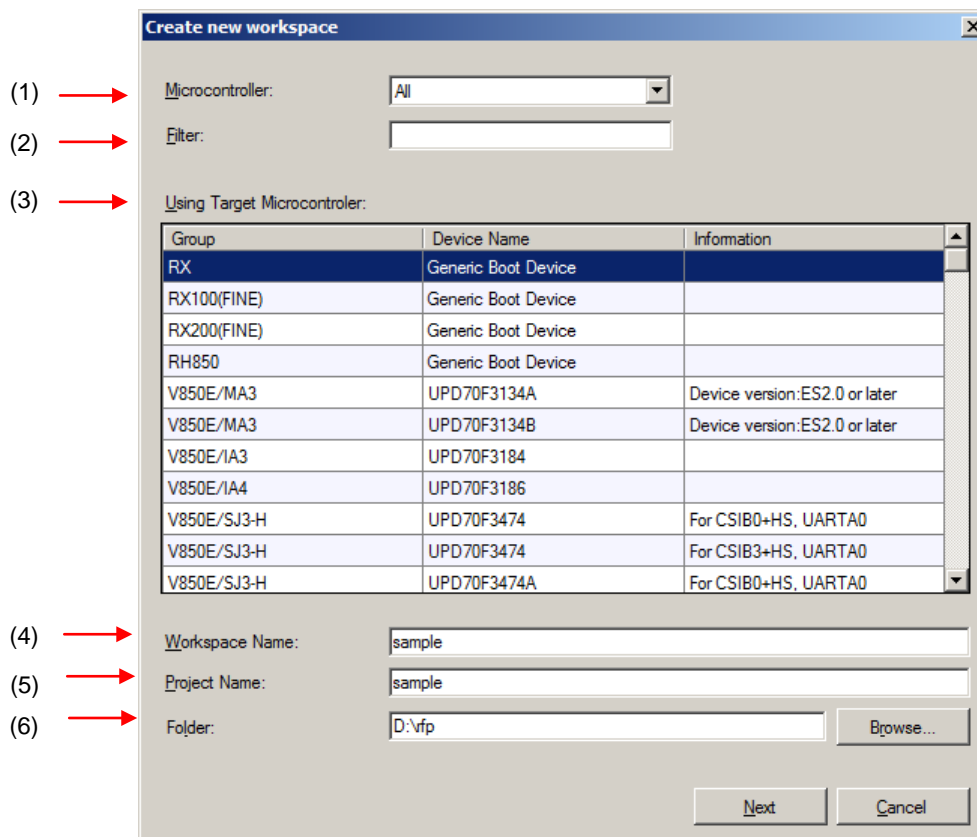 Create new workspace
(1) Microcontroller: All
(2) Filter:
(3) Using Target Microcontroler:
Group Device Name Information
RX Generic Boot Device
RX100(FINE) Generic Boot Device
RX200(FINE) Generic Boot Device
RH850 Generic Boot Device
V850E/MA3 UPD70F3134A Device version:ES2.0 or later
V850E/MA3 UPD70F3134B Device version:ES2.0 or later
V850E/IA3 UPD70F3184
V850E/IA4 UPD70F3186
V850E/SJ3-H UPD70F3474 For CSIB0+HS, UARTA0
V850E/SJ3-H UPD70F3474 For CSIB3+HS, UARTA0
V850E/SJ3-H UPD70F3474A For CSIB0+HS, UARTA0
(4) Workspace Name: sample
(5) Project Name: sample
(6) Folder: D:\rfp Browse...
Next Cancel